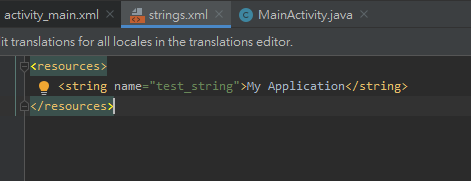 activity_main.xml
strings.xml
MainActivity.java
it translations for all locales in the translations editor.
<resources>
<string name="test_string">My Application</string>
</resources>